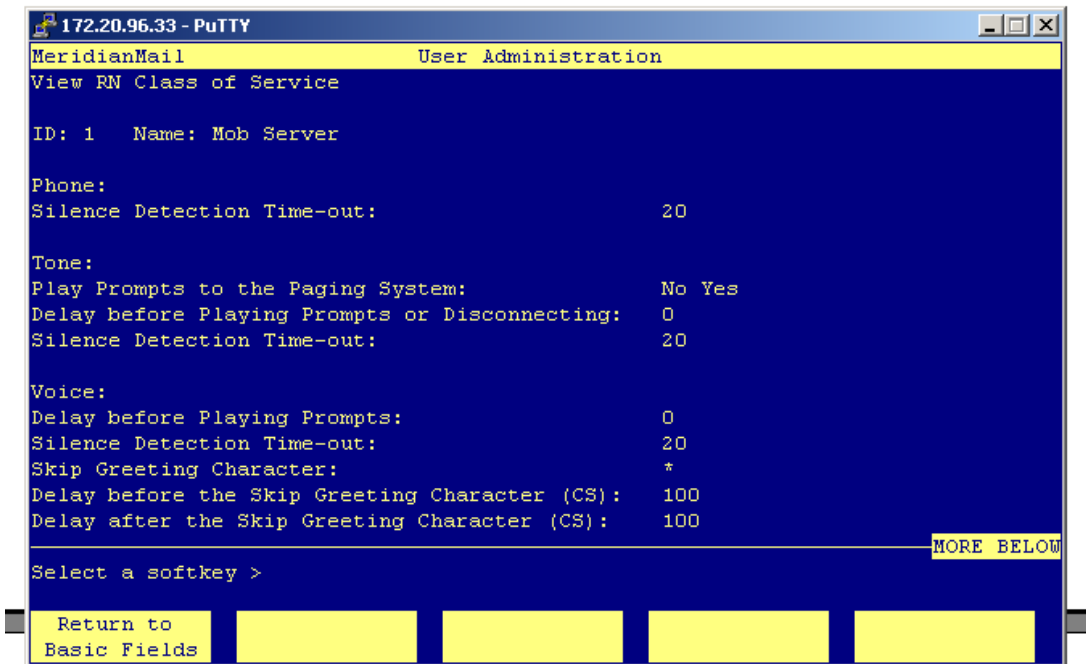 172.20.96.33 - PuTTY
MeridianMail User Administration
View RN Class of Service
ID: 1 Name: Mob Server
Phone:
Silence Detection Time-out: 20
Tone:
Play Prompts to the Paging System: No Yes
Delay before Playing Prompts or Disconnecting: 0
Silence Detection Time-out: 20
Voice:
Delay before Playing Prompts: 0
Silence Detection Time-out: 20
Skip Greeting Character: *
Delay before the Skip Greeting Character (CS): 100
Delay after the Skip Greeting Character (CS): 100
MORE BELOW
Select a softkey >
Return to
Basic Fields